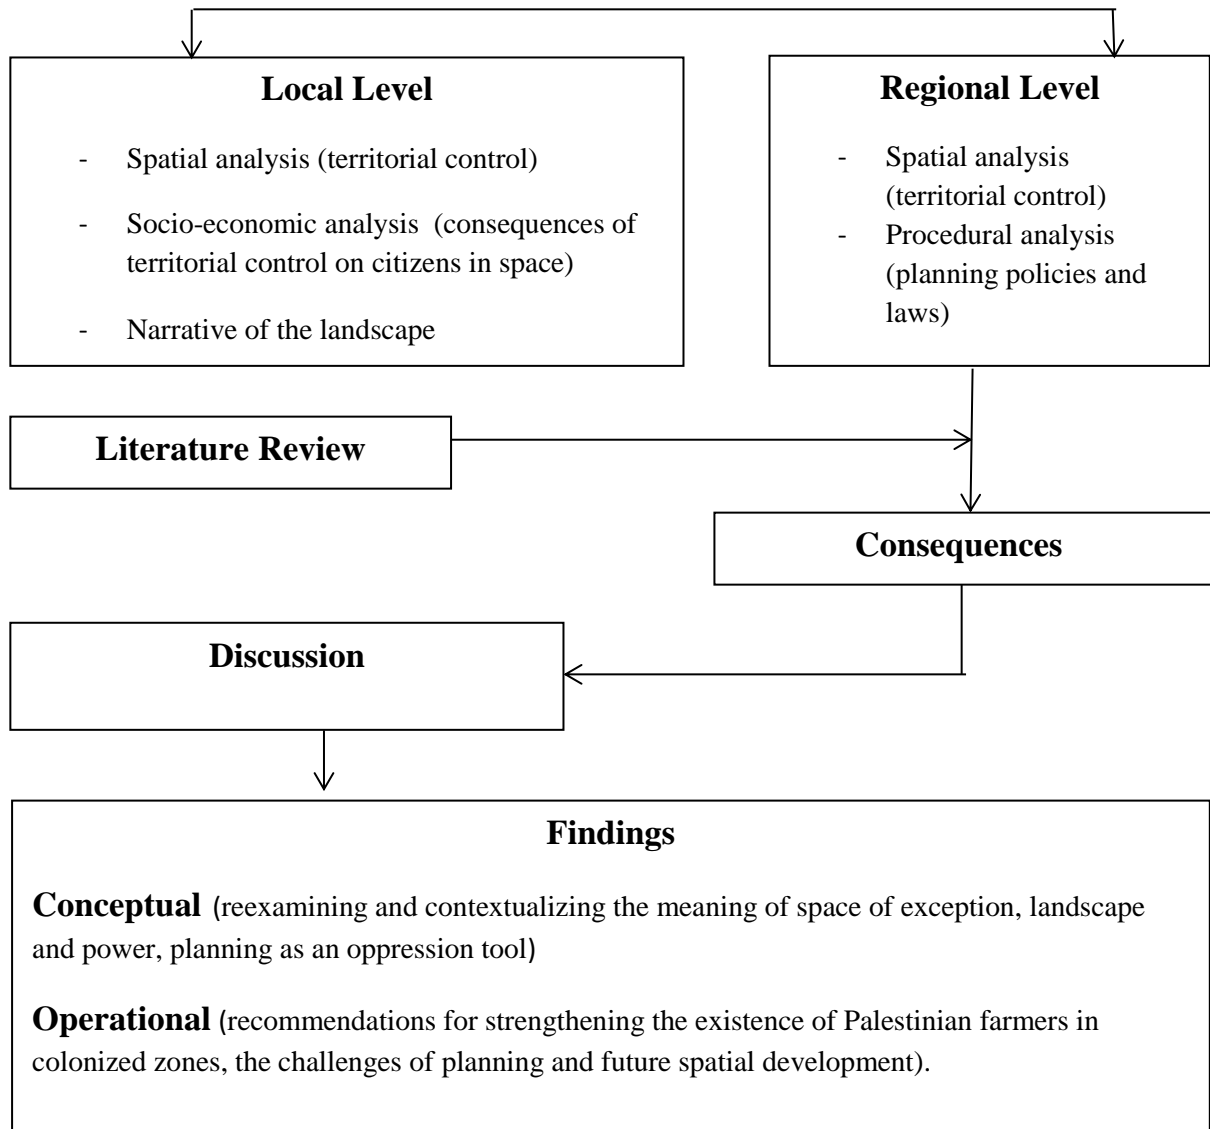 Local Level
- Spatial analysis (territorial control)
- Socio-economic analysis (consequences of
territorial control on citizens in space)
- Narrative of the landscape
Regional Level
- Spatial analysis
(territorial control)
- Procedural analysis
(planning policies and
laws)
Literature Review
Consequences
Discussion
Findings
Conceptual (reexamining and contextualizing the meaning of space of exception, landscape
and power, planning as an oppression tool)
Operational (recommendations for strengthening the existence of Palestinian farmers in
colonized zones, the challenges of planning and future spatial development).